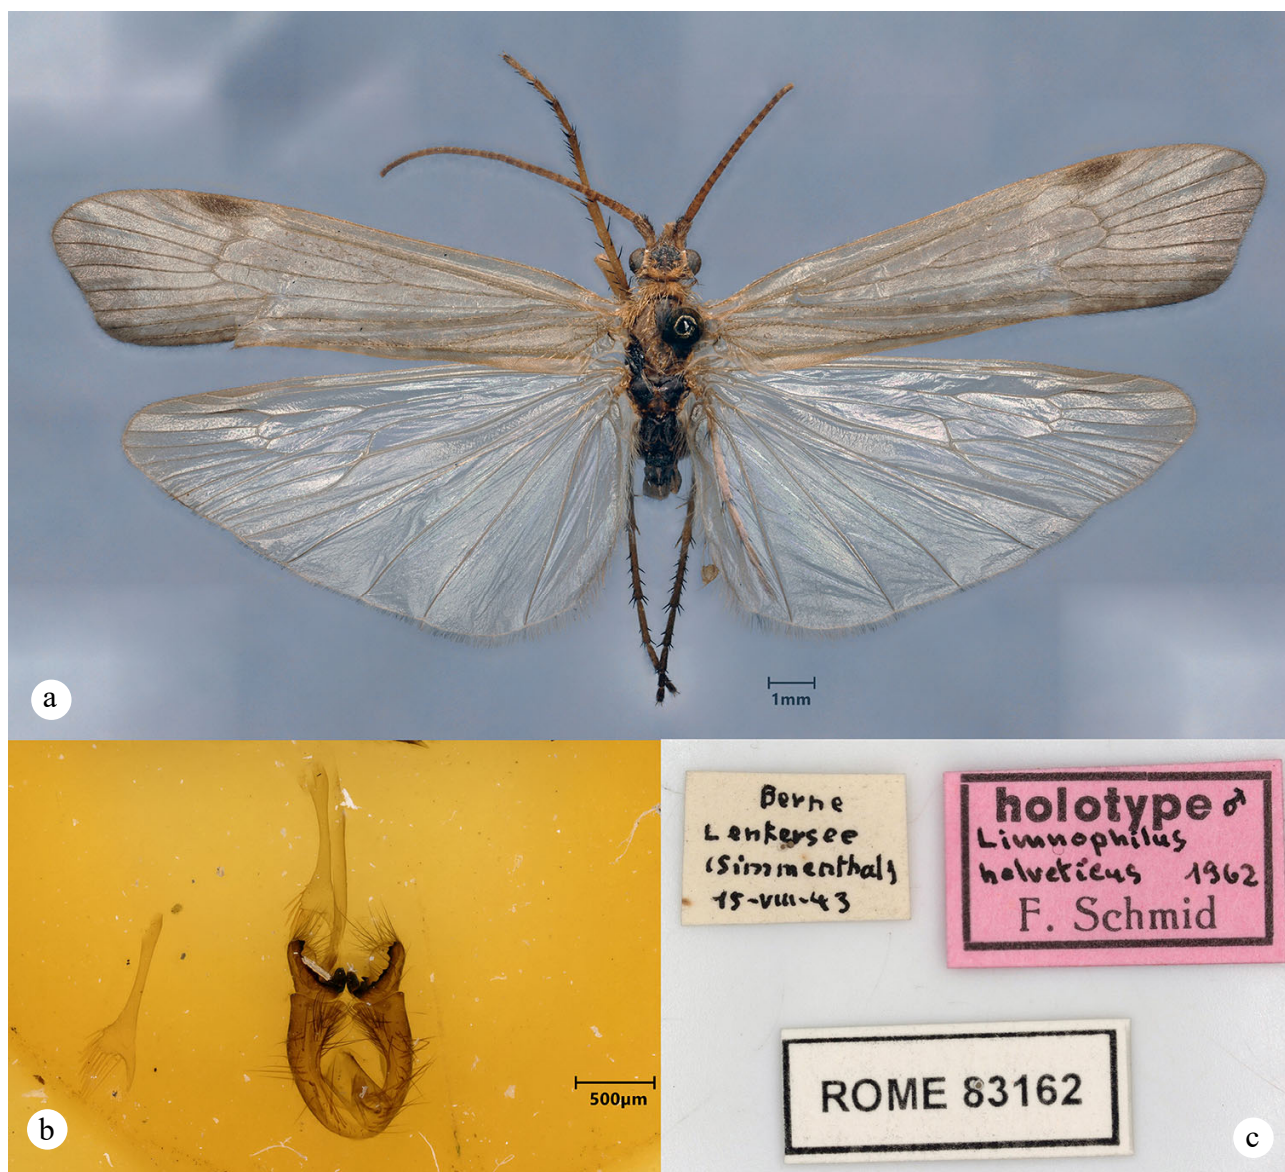 1mm
a
500µm
b
Berne
Lenkersee
(Simmenthal)
15-VIII-43
holotype ♂
Limnophilus
helveticus 1962
F. Schmid
ROME 83162
c